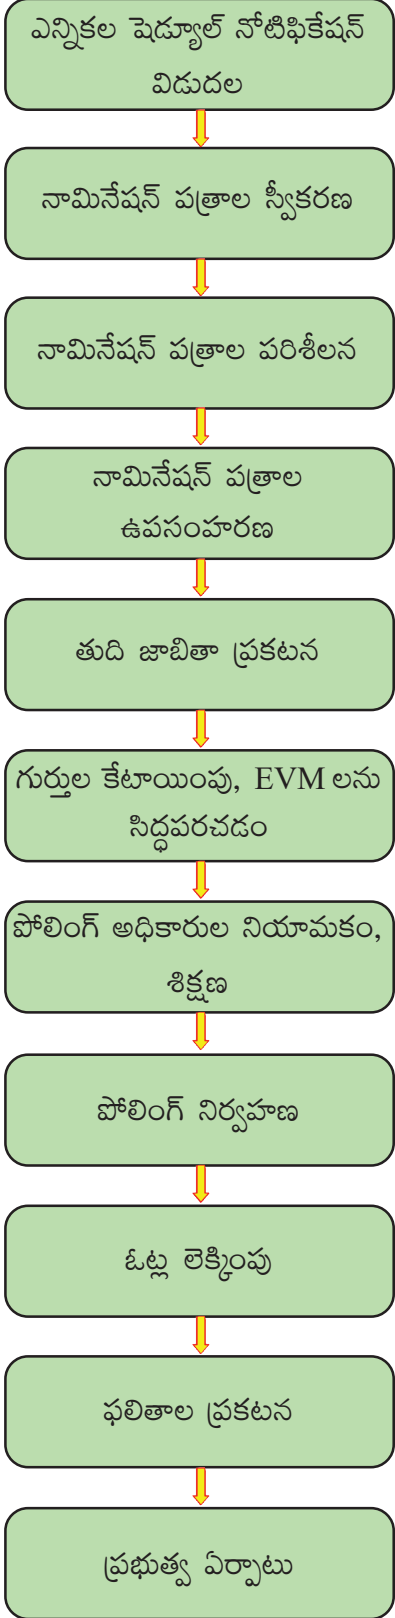 ఎన్నికల షెడ్యూల్ నోటిఫికేషన్
విడుదల
నామినేషన్ పత్రాల స్వీకరణ
నామినేషన్ పత్రాల పరిశీలన
నామినేషన్ పత్రాల
ఉపసంహరణ
తుది జాబితా ప్రకటన
గుర్తుల కేటాయింపు, EVM లను
సిద్ధపరచడం
పోలింగ్ అధికారుల నియామకం,
శిక్షణ
పోలింగ్ నిర్వహణ
ఓట్ల లెక్కింపు
ఫలితాల ప్రకటన
ప్రభుత్వ ఏర్పాటు